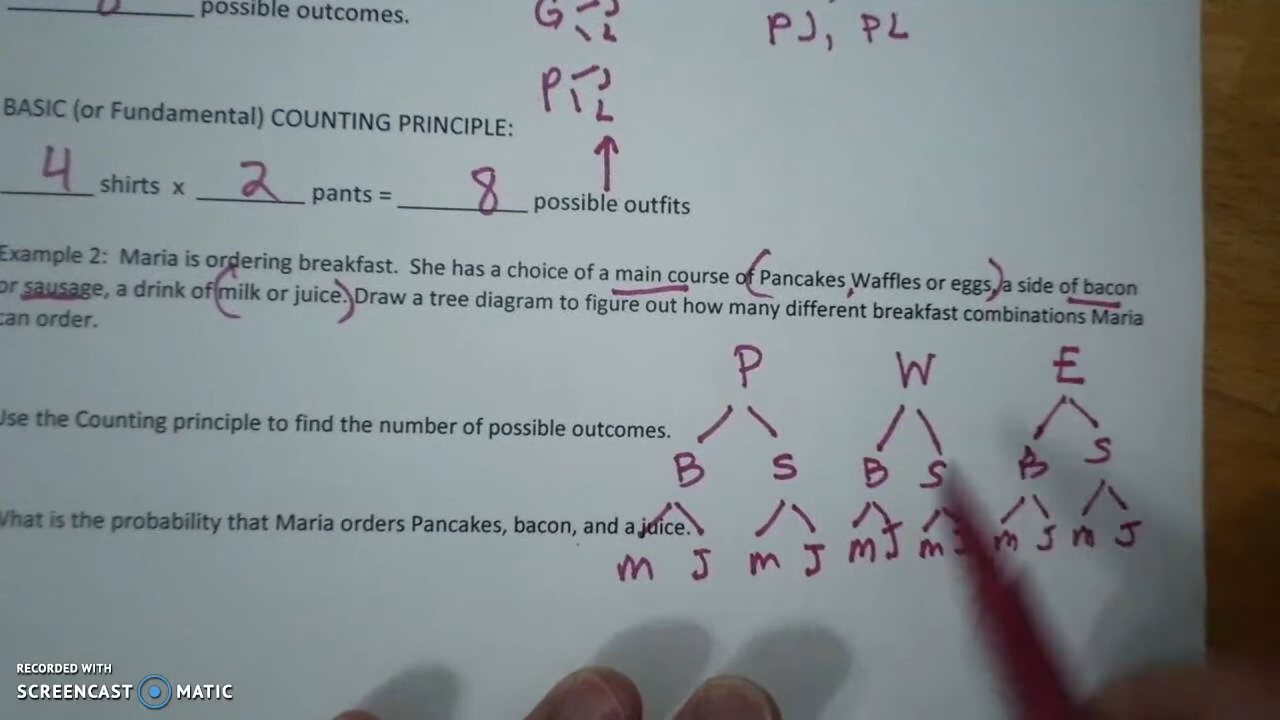 possible outcomes.
G J L
PJ, PL
P J L
BASIC (or Fundamental) COUNTING PRINCIPLE:
4 shirts x 2 pants = 8 possible outfits
Example 2: Maria is ordering breakfast. She has a choice of a main course of Pancakes, Waffles or eggs, a side of bacon
or sausage, a drink of milk or juice. Draw a tree diagram to figure out how many different breakfast combinations Maria
can order.
P W E
Use the Counting principle to find the number of possible outcomes.
B S B S B S
What is the probability that Maria orders Pancakes, bacon, and a juice.
m J m J m J m J m J m J
RECORDED WITH
SCREENCAST MATIC